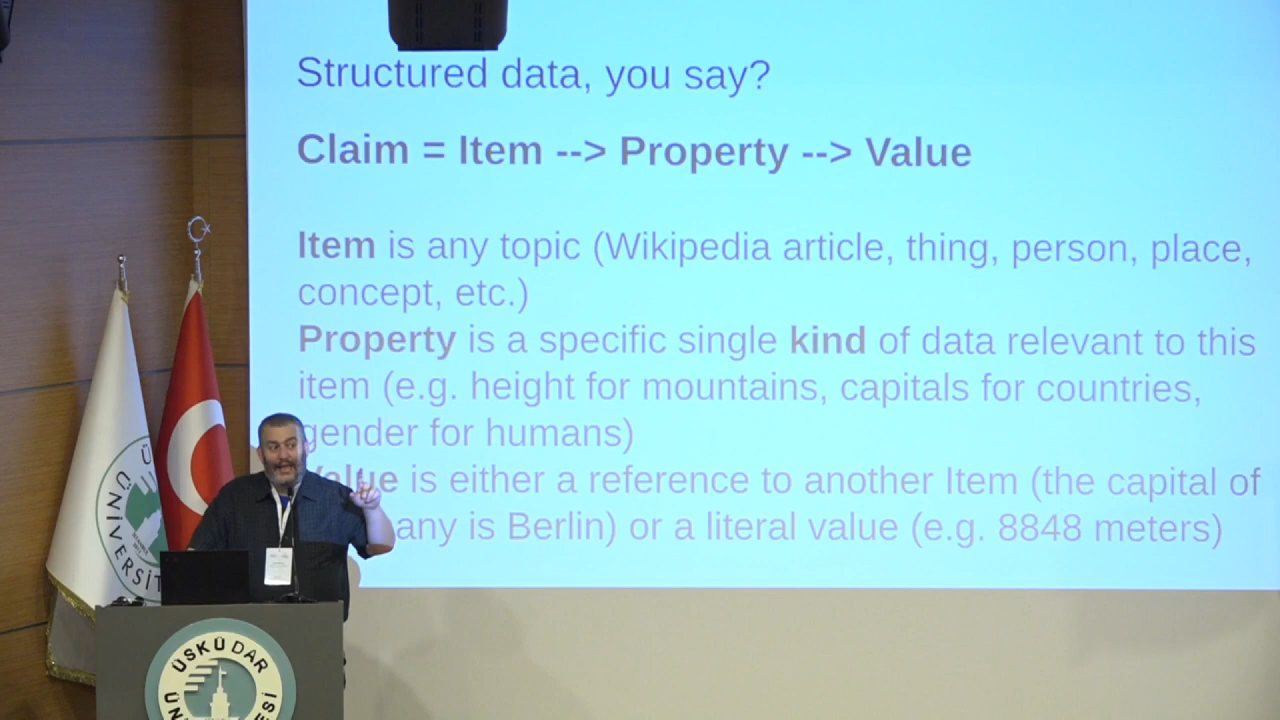 Structured data, you say?
Claim = Item --> Property --> Value
Item is any topic (Wikipedia article, thing, person, place,
concept, etc.)
Property is a specific single kind of data relevant to this
item (e.g. height for mountains, capitals for countries,
gender for humans)
is either a reference to another Item (the capital of
is Berlin) or a literal value (e.g. 8848 meters)
ÜNİVERSİT
ÜSKÜDAR